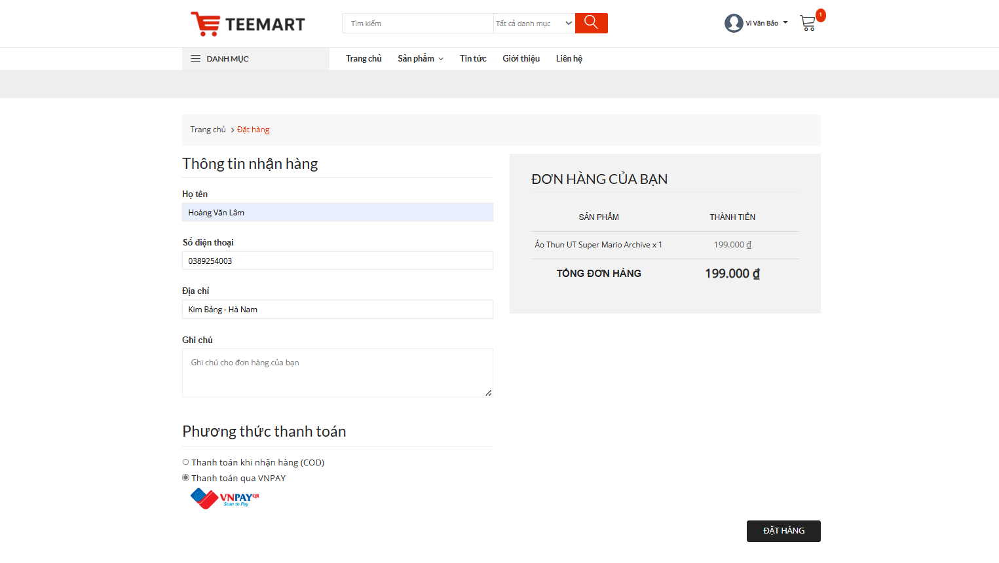 TEEMART
Tìm kiếm
Tất cả danh mục
Vi Văn Bảo
1
DANH MỤC
Trang chủ
Sản phẩm
Tin tức
Giới thiệu
Liên hệ
Trang chủ > Đặt hàng
Thông tin nhận hàng
Họ tên
Hoàng Văn Lâm
Số điện thoại
0389254003
Địa chỉ
Kim Bảng - Hà Nam
Ghi chú
Ghi chú cho đơn hàng của bạn
Phương thức thanh toán
Thanh toán khi nhận hàng (COD)
Thanh toán qua VNPAY
VNPAYQR
Scan to Pay
ĐƠN HÀNG CỦA BẠN
SẢN PHẨM THÀNH TIỀN
Áo Thun UT Super Mario Archive x 1 199.000 ₫
TỔNG ĐƠN HÀNG 199.000 ₫
ĐẶT HÀNG